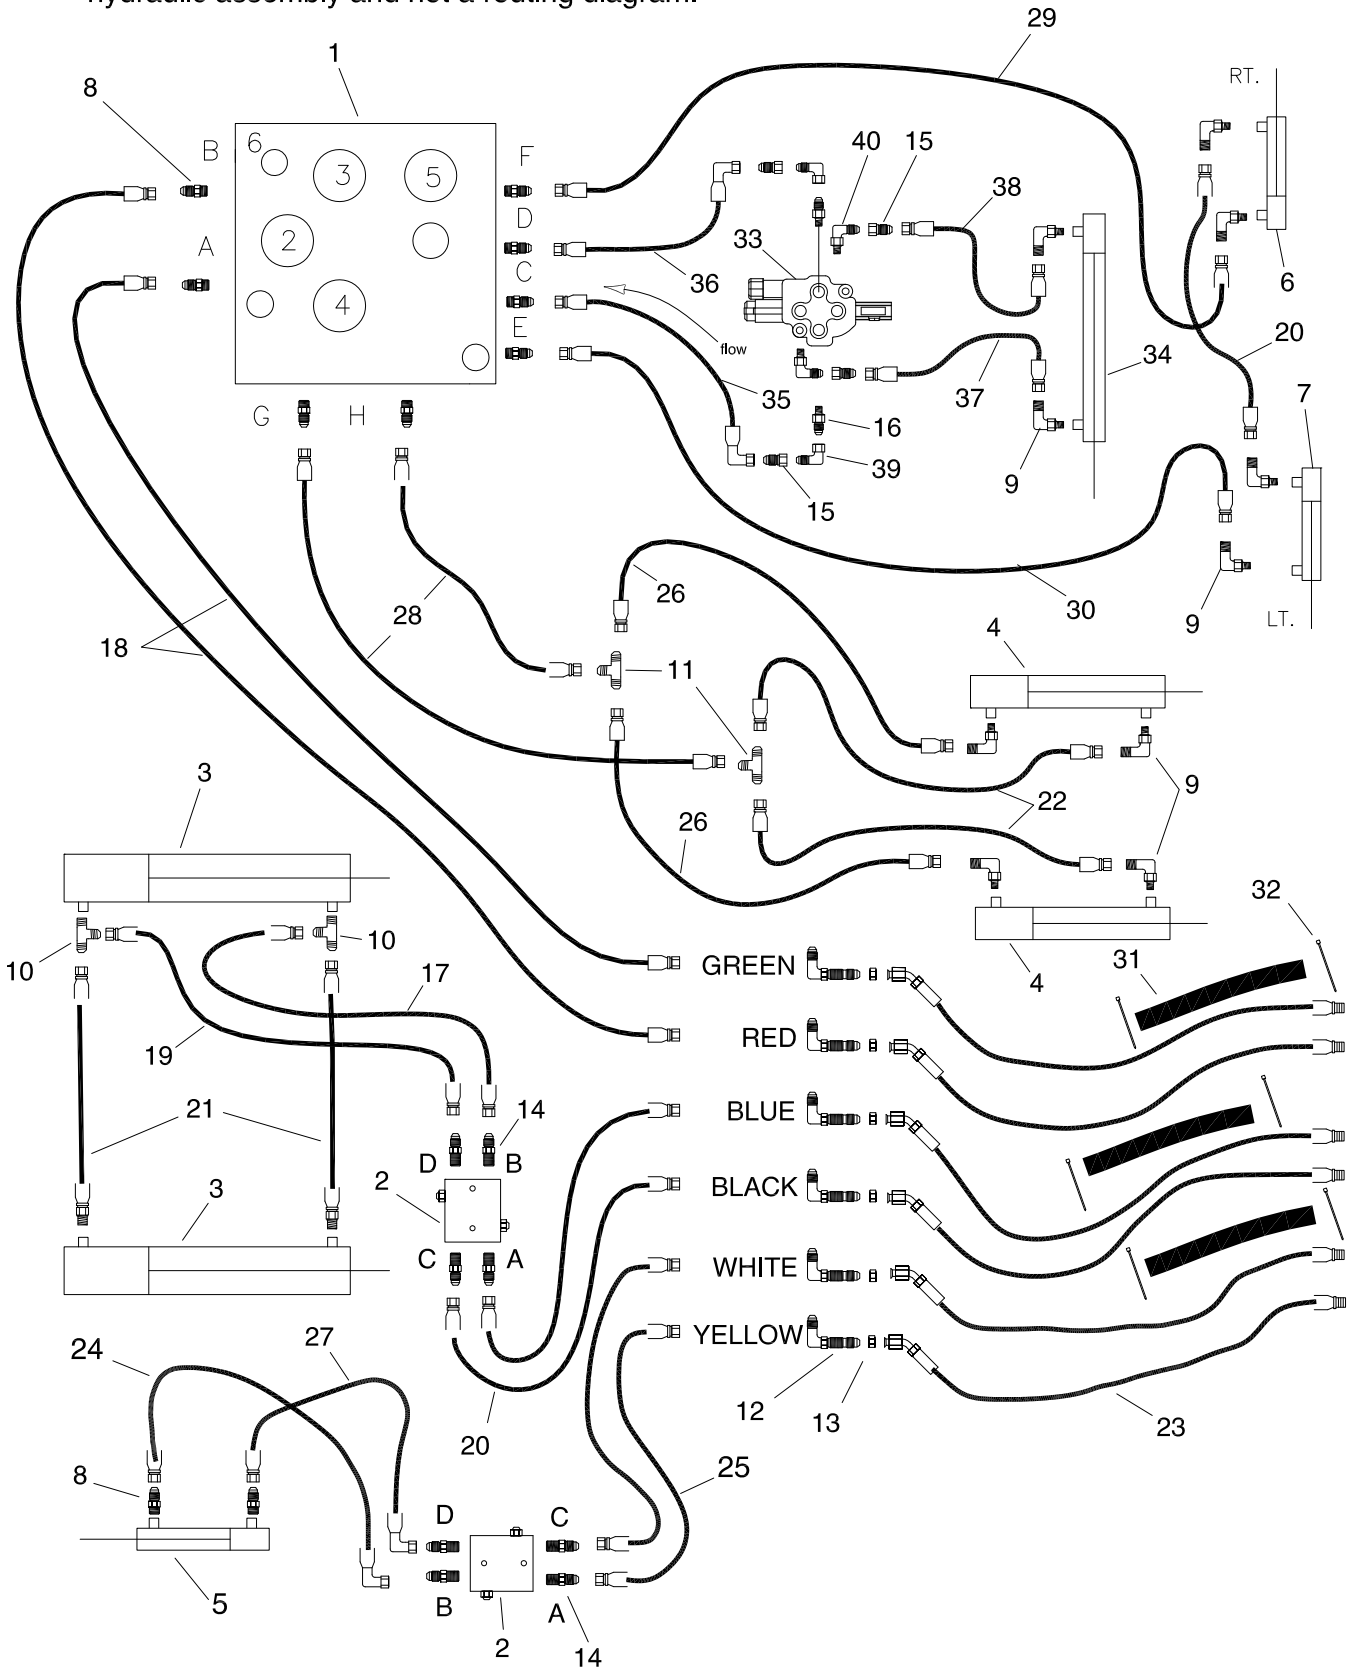 hydraulic assembly and not a routing diagram.
29
1
RT.
8
B
6
F
40
15
3
5
38
D
A
33
2
36
C
6
4
E
flow
20
34
35
37
7
G
H
16
39
9
15
26
30
9
LT.
18
28
4
11
3
22
9
26
32
10
10
GREEN
31
4
17
RED
19
BLUE
21
14
D
B
2
BLACK
3
C
A
WHITE
YELLOW
24
27
12
13
23
20
25
8
D
C
5
B
A
2
14